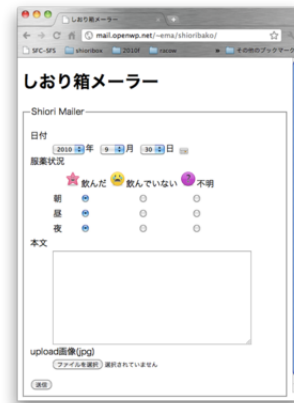 しおり箱メーラー
mail.openwp.net/~ema/shioribako/
SFC-SFS shioribox 2010f racow » その他のブックマーク
しおり箱メーラー
Shiori Mailer
日付
2010 年 9 月 30 日
服薬状況
飲んだ 飲んでいない 不明
朝
昼
夜
本文
upload画像(jpg)
ファイルを選択 選択されていません
送信